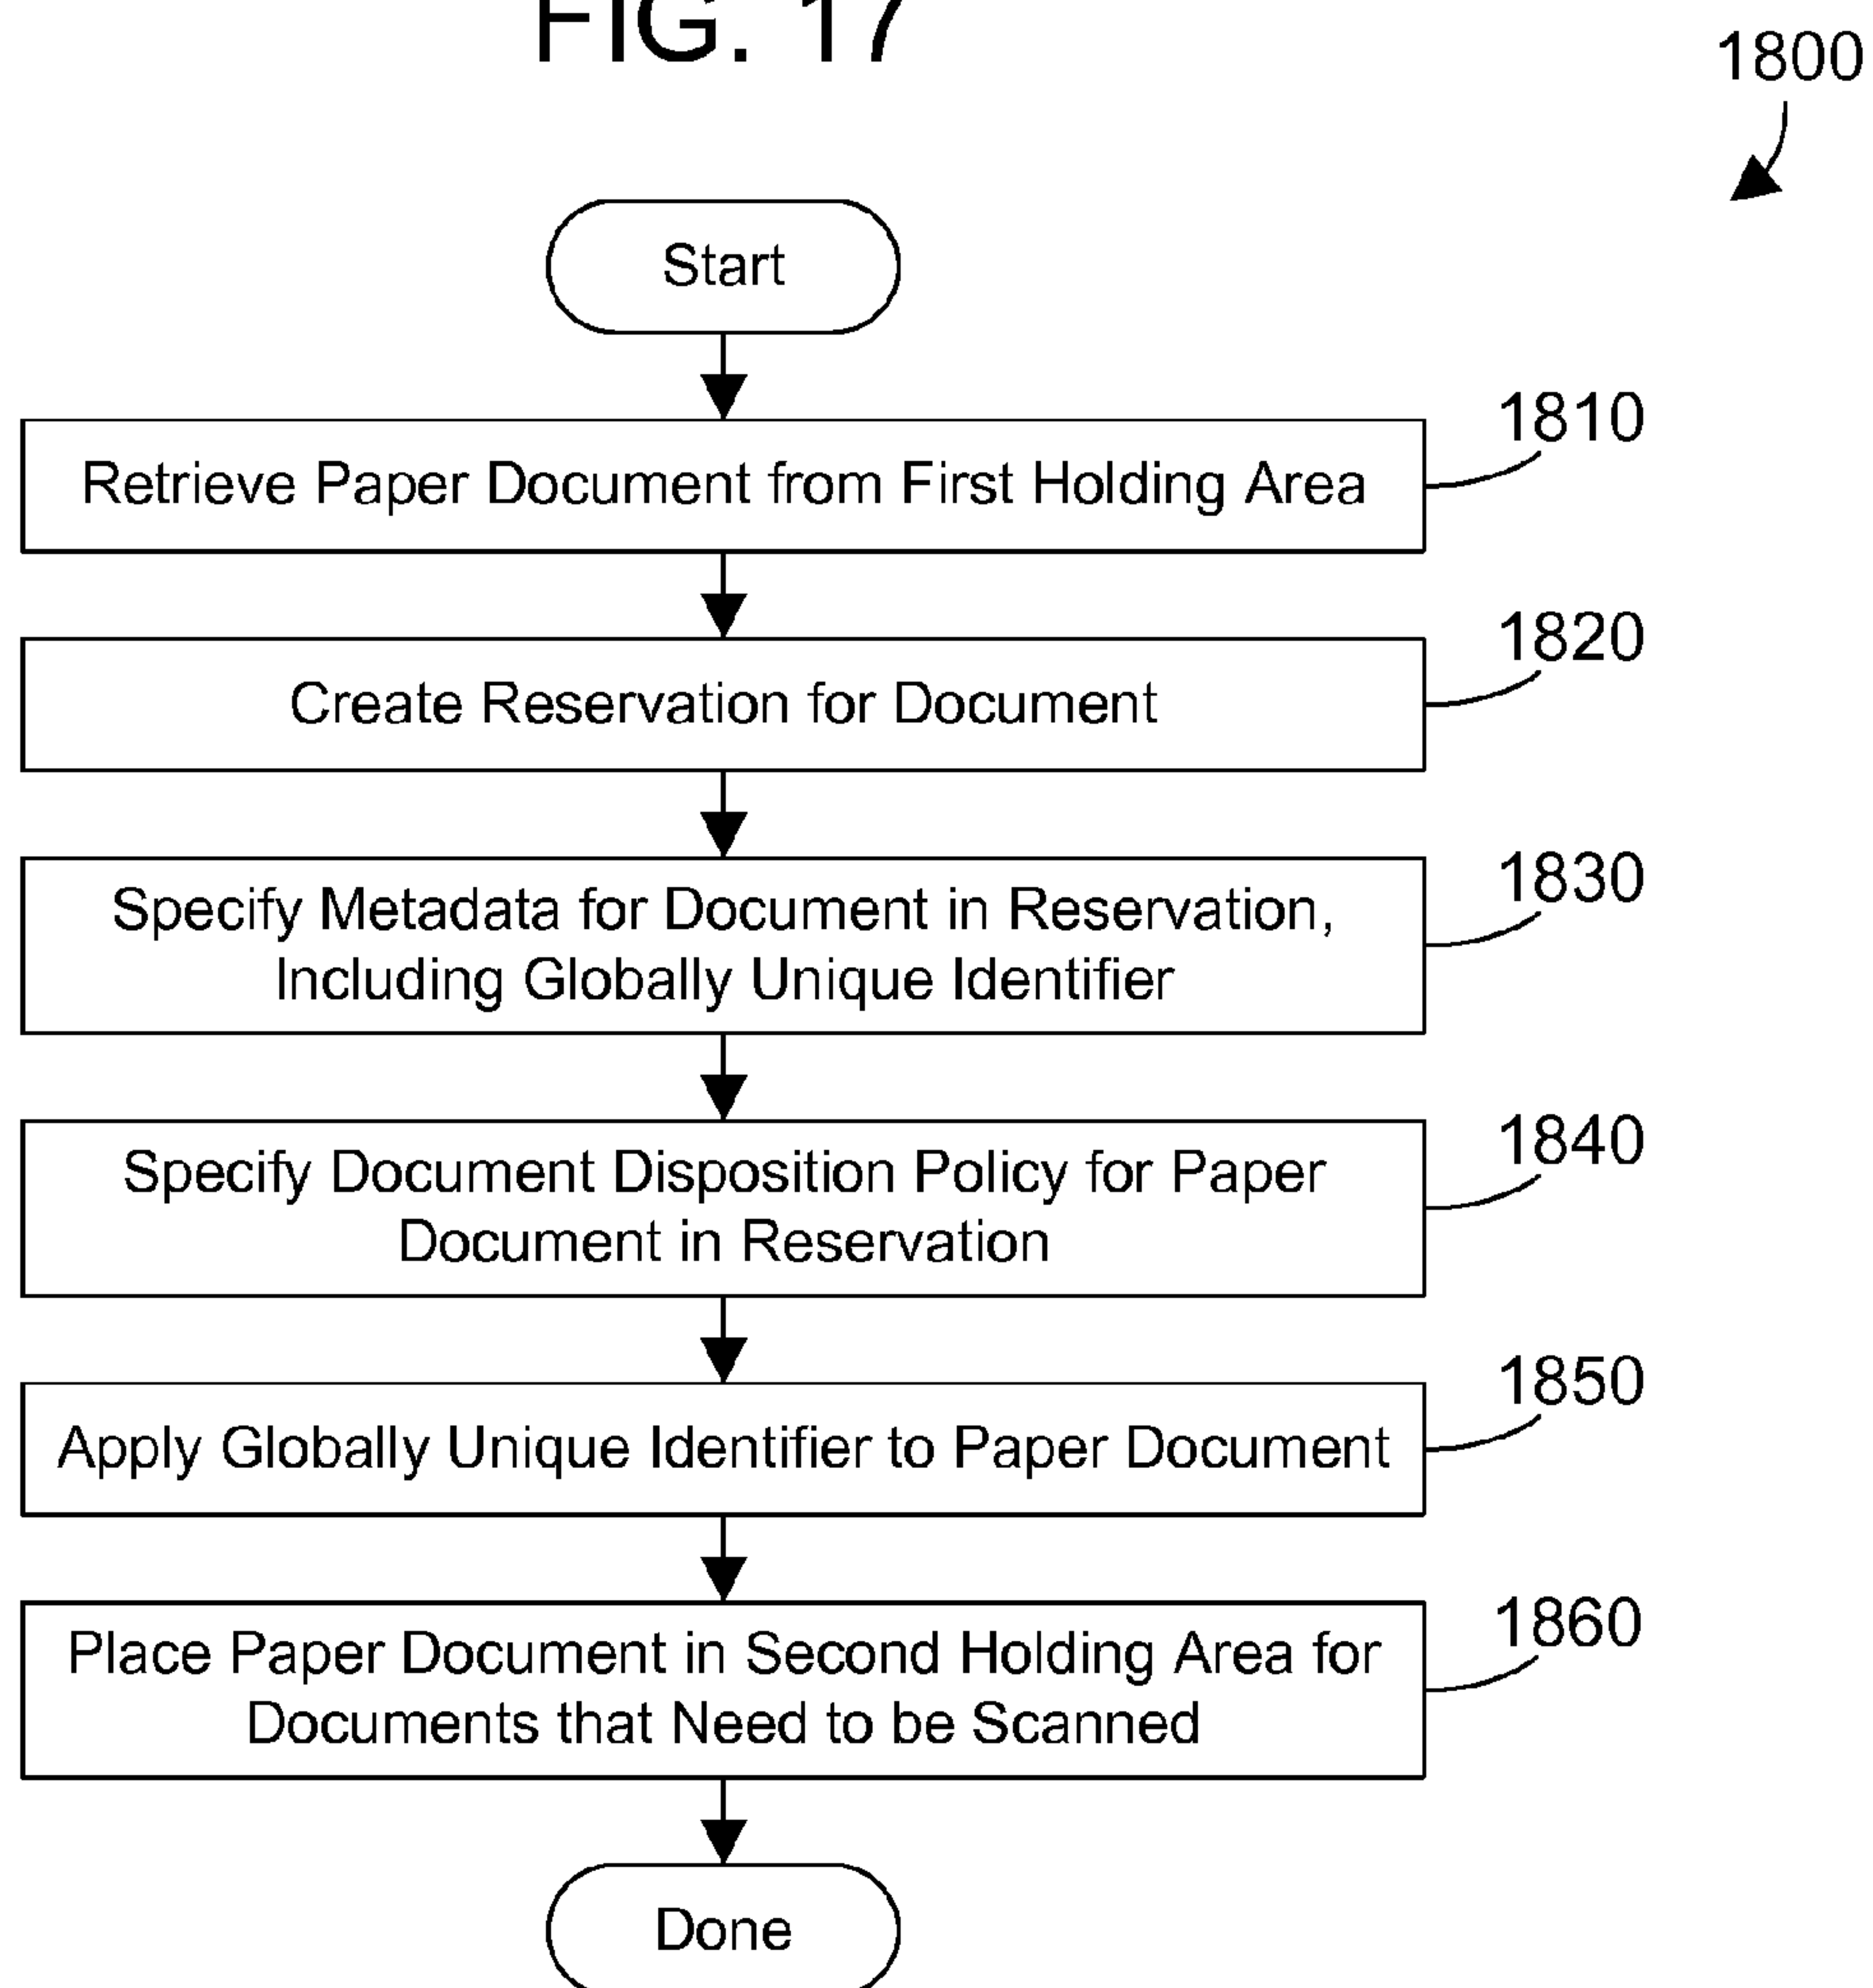 FIG. 17
1800
Start
1810
Retrieve Paper Document from First Holding Area
1820
Create Reservation for Document
1830
Specify Metadata for Document in Reservation,
Including Globally Unique Identifier
1840
Specify Document Disposition Policy for Paper
Document in Reservation
1850
Apply Globally Unique Identifier to Paper Document
1860
Place Paper Document in Second Holding Area for
Documents that Need to be Scanned
Done